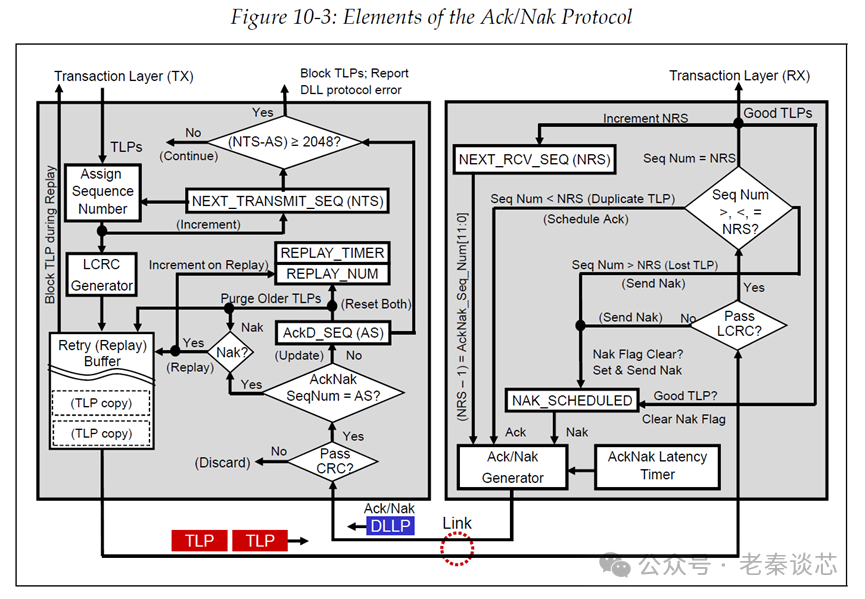 Figure 10-3: Elements of the Ack/Nak Protocol
Transaction Layer (TX)
Block TLPs; Report
DLL protocol error
Yes
No
(Continue)
(NTS-AS) ≥ 2048?
TLPs
Assign
Sequence
Number
NEXT_TRANSMIT_SEQ (NTS)
(Increment)
Block TLP during Replay
LCRC
Generator
REPLAY_TIMER
REPLAY_NUM
Increment on Replay)
Purge Older TLPs
(Reset Both)
Retry (Replay)
Buffer
Yes
(Replay)
Nak
Nak?
AckD_SEQ (AS)
(Update)
No
(TLP copy)
(TLP copy)
Yes
AckNak
SeqNum = AS?
Yes
No
(Discard)
Pass
CRC?
Transaction Layer (RX)
Increment NRS
Good TLPs
NEXT_RCV_SEQ (NRS)
Seq Num = NRS
Seq Num < NRS (Duplicate TLP)
(Schedule Ack)
Seq Num
>, <, =
NRS?
Seq Num > NRS (Lost TLP)
(Send Nak)
Yes
(Send Nak)
No
Pass
LCRC?
Nak Flag Clear?
Set & Send Nak
(NRS – 1) = AckNak_Seq_Num[11:0]
NAK_SCHEDULED
Good TLP?
Clear Nak Flag
Ack
Nak
Ack/Nak
Generator
AckNak Latency
Timer
Ack/Nak
DLLP
Link
TLP
TLP
公众号 · 老秦谈芯